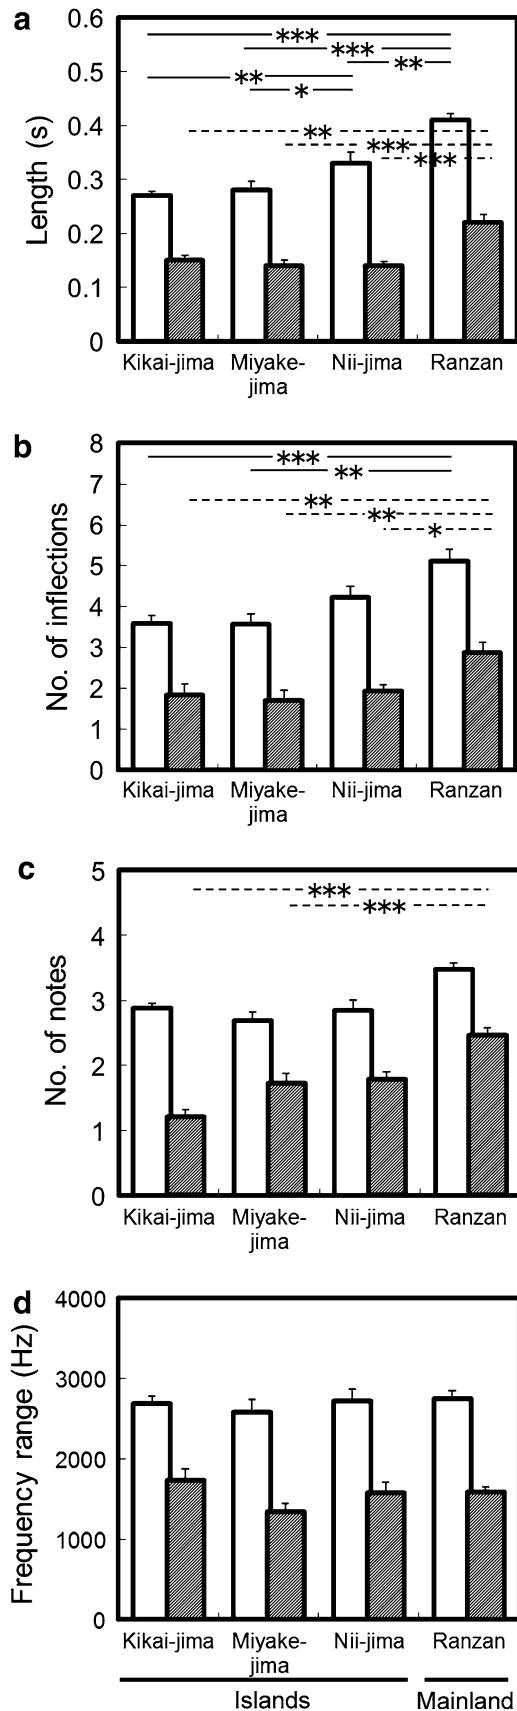 a
Length (s)
0.6
0.5
0.4
0.3
0.2
0.1
0
***
***
**
**
*
**
***
***
Kikai-jima Miyake- Nii-jima Ranzan
jima
b
No. of inflections
8
7
6
5
4
3
2
1
0
***
**
**
**
*
Kikai-jima Miyake- Nii-jima Ranzan
jima
c
No. of notes
5
4
3
2
1
0
***
***
Kikai-jima Miyake- Nii-jima Ranzan
jima
d
Frequency range (Hz)
4000
3000
2000
1000
0
Kikai-jima Miyake- Nii-jima Ranzan
jima
Islands Mainland